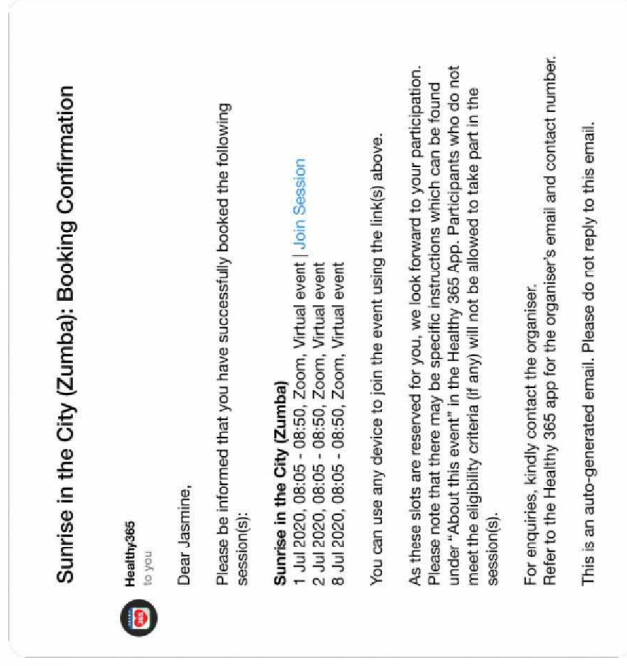 Sunrise in the City (Zumba): Booking Confirmation
Healthy365
to you
Dear Jasmine,
Please be informed that you have successfully booked the following
session(s):
Sunrise in the City (Zumba)
1 Jul 2020, 08:05 - 08:50, Zoom, Virtual event | Join Session
2 Jul 2020, 08:05 - 08:50, Zoom, Virtual event
8 Jul 2020, 08:05 - 08:50, Zoom, Virtual event
You can use any device to join the event using the link(s) above.
As these slots are reserved for you, we look forward to your participation.
Please note that there may be specific instructions which can be found
under "About this event" in the Healthy 365 App. Participants who do not
meet the eligibility criteria (if any) will not be allowed to take part in the
session(s).
For enquiries, kindly contact the organiser.
Refer to the Healthy 365 app for the organiser's email and contact number.
This is an auto-generated email. Please do not reply to this email.